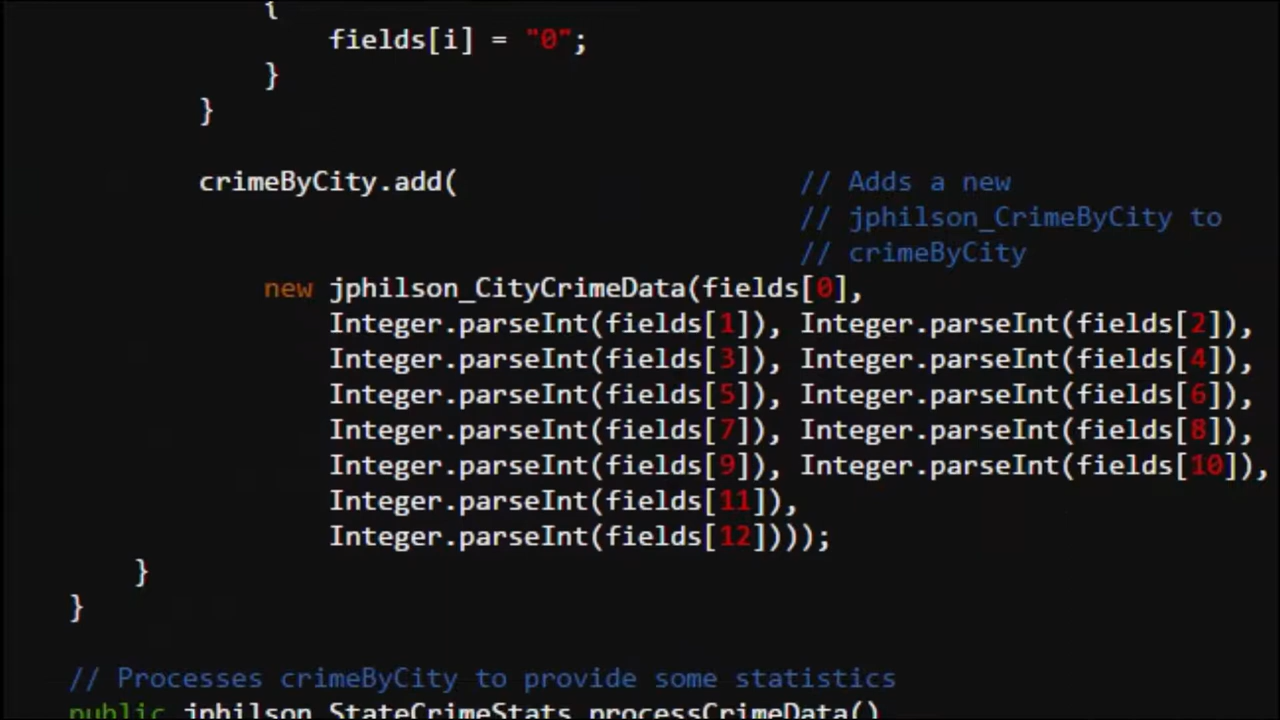 {
fields[i] = "0";
}
}
crimeByCity.add( // Adds a new
// jphilson_CrimeByCity to
// crimeByCity
new jphilson_CityCrimeData(fields[0],
Integer.parseInt(fields[1]), Integer.parseInt(fields[2]),
Integer.parseInt(fields[3]), Integer.parseInt(fields[4]),
Integer.parseInt(fields[5]), Integer.parseInt(fields[6]),
Integer.parseInt(fields[7]), Integer.parseInt(fields[8]),
Integer.parseInt(fields[9]), Integer.parseInt(fields[10]),
Integer.parseInt(fields[11]),
Integer.parseInt(fields[12])));
}
}
// Processes crimeByCity to provide some statistics
public jphilson_StateCrimeStats processCrimeData()